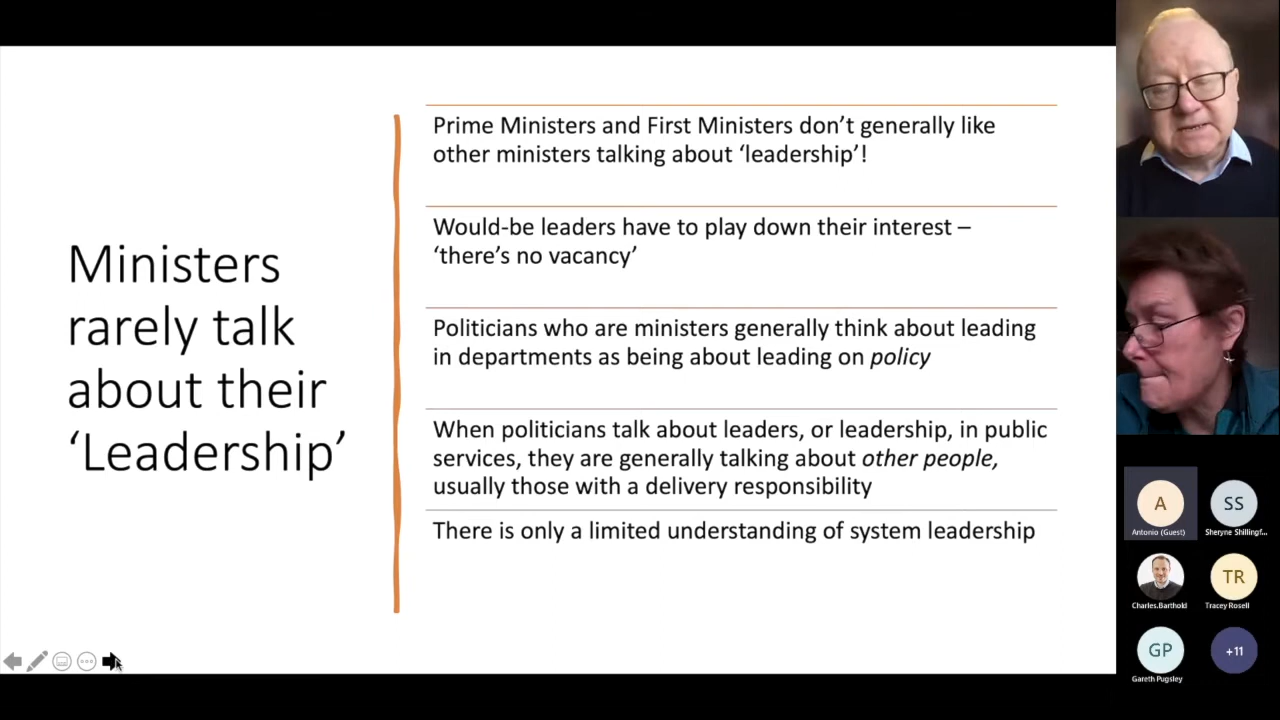 Ministers
rarely talk
about their
‘Leadership’
Prime Ministers and First Ministers don’t generally like
other ministers talking about ‘leadership’!
Would-be leaders have to play down their interest –
‘there’s no vacancy’
Politicians who are ministers generally think about leading
in departments as being about leading on policy
When politicians talk about leaders, or leadership, in public
services, they are generally talking about other people,
usually those with a delivery responsibility
There is only a limited understanding of system leadership
A
Antonio (Guest)
SS
Sheryne Shillingf...
Charles.Barthold
TR
Tracey Rosell
GP
Gareth Pugsley
+11